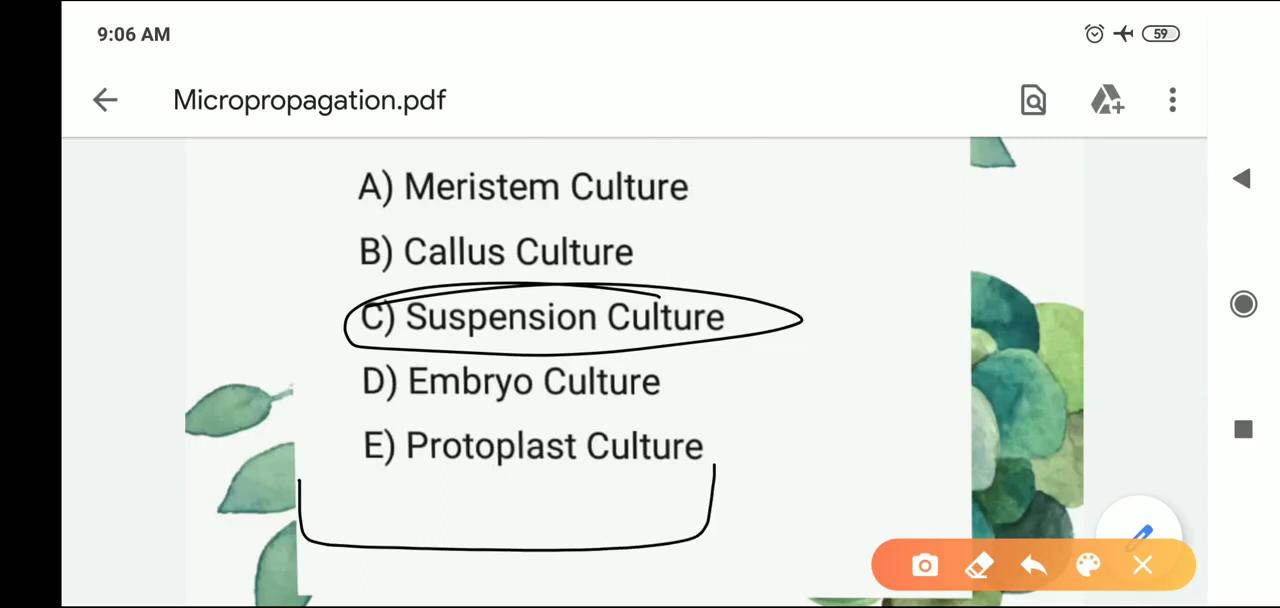 9:06 AM
59
Micropropagation.pdf
A) Meristem Culture
B) Callus Culture
C) Suspension Culture
D) Embryo Culture
E) Protoplast Culture